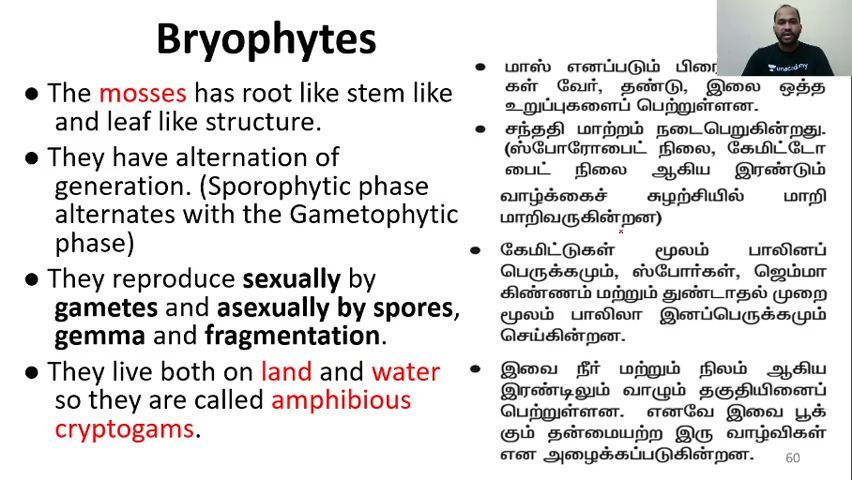 Bryophytes
unacademy
● The mosses has root like stem like
and leaf like structure.
● They have alternation of
generation. (Sporophytic phase
alternates with the Gametophytic
phase)
● They reproduce sexually by
gametes and asexually by spores,
gemma and fragmentation.
● They live both on land and water
so they are called amphibious
cryptogams.
● மாஸ் எனப்படும்
கள் வேர், தண்டு, இலை ஒத்த
உறுப்புகளைப் பெற்றுள்ளன.
● சந்ததி மாற்றம் நடைபெறுகின்றது.
(ஸ்போரோபைட் நிலை, கேமிட்டோ
பைட் நிலை ஆகிய இரண்டும்
வாழ்க்கைச் சுழற்சியில் மாறி
மாறிவருகின்றன)
● கேமிட்டுகள் மூலம் பாலினப்
பெருக்கமும், ஸ்போர்கள், ஜெம்மா
கிண்ணம் மற்றும் துண்டாதல் முறை
மூலம் பாலிலா இனப்பெருக்கமும்
செய்கின்றன.
● இவை நீர் மற்றும் நிலம் ஆகிய
இரண்டிலும் வாழும் தகுதியினைப்
பெற்றுள்ளன. எனவே இவை பூக்
கும் தன்மையற்ற இரு வாழ்விகள்
என அழைக்கப்படுகின்றன.
60